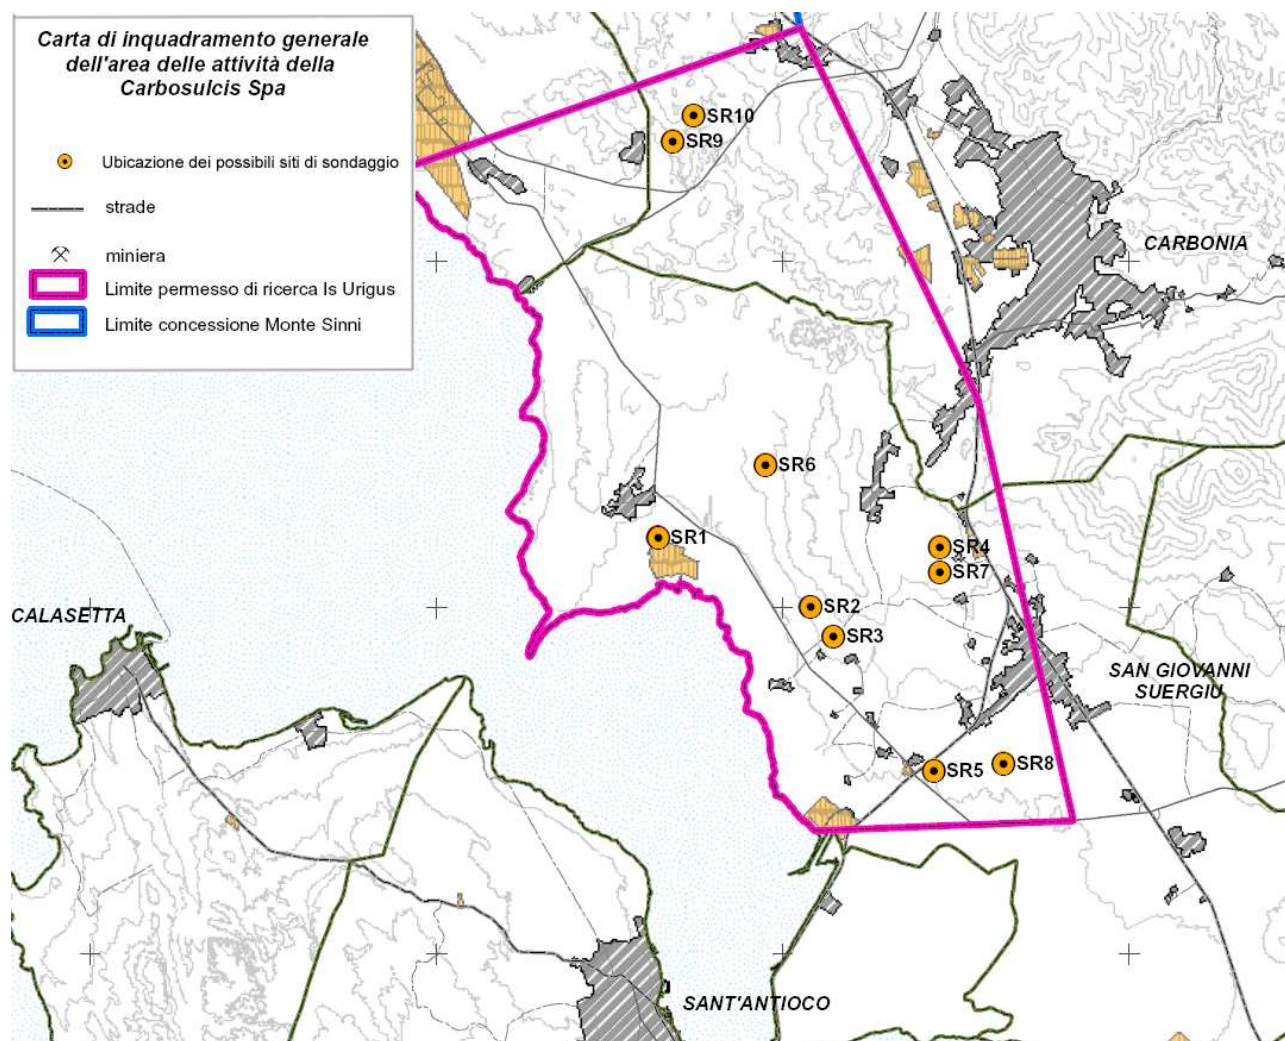 Carta di inquadramento generale
dell'area delle attività della
Carbosulcis Spa
Ubicazione dei possibili siti di sondaggio
strade
miniera
Limite permesso di ricerca Is Urigus
Limite concessione Monte Sinni
SR10
SR9
CARBONIA
SR6
SR1
SR4
SR7
SR2
SR3
CALASETTA
SAN GIOVANNI
SUERGIU
SR5
SR8
SANT'ANTIOCO